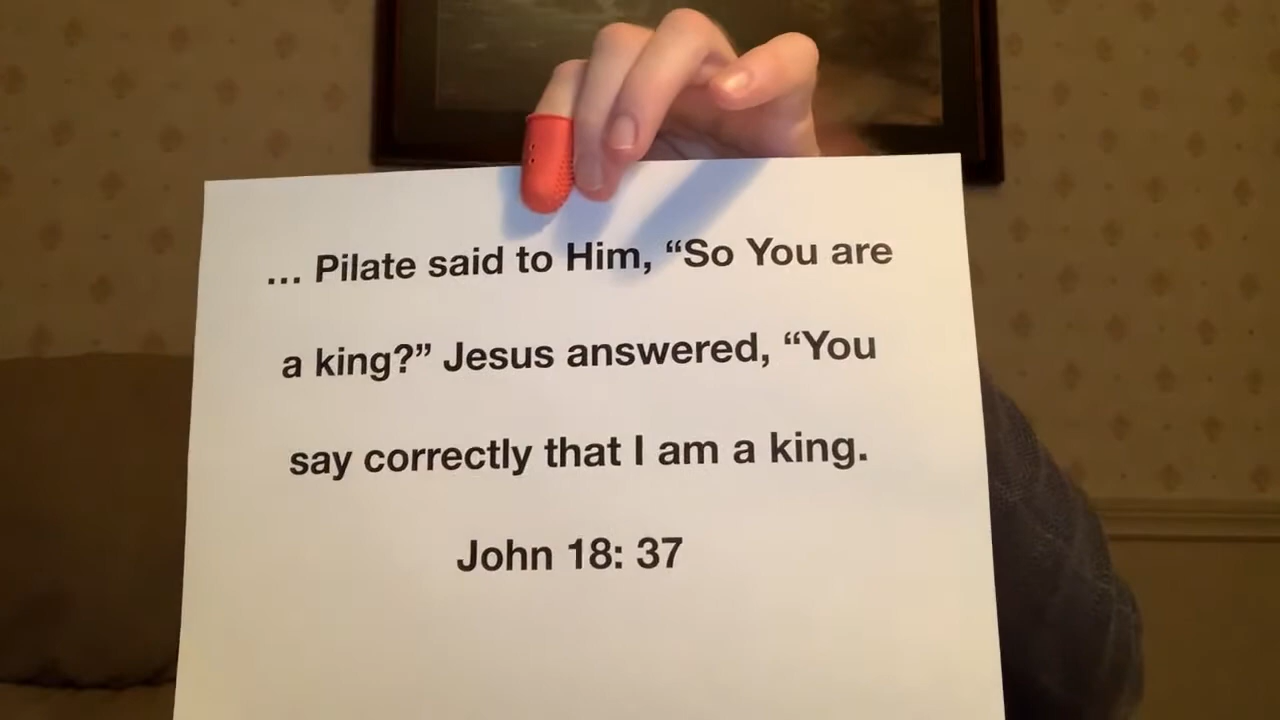 ... Pilate said to Him, “So You are
a king?” Jesus answered, “You
say correctly that I am a king.
John 18: 37